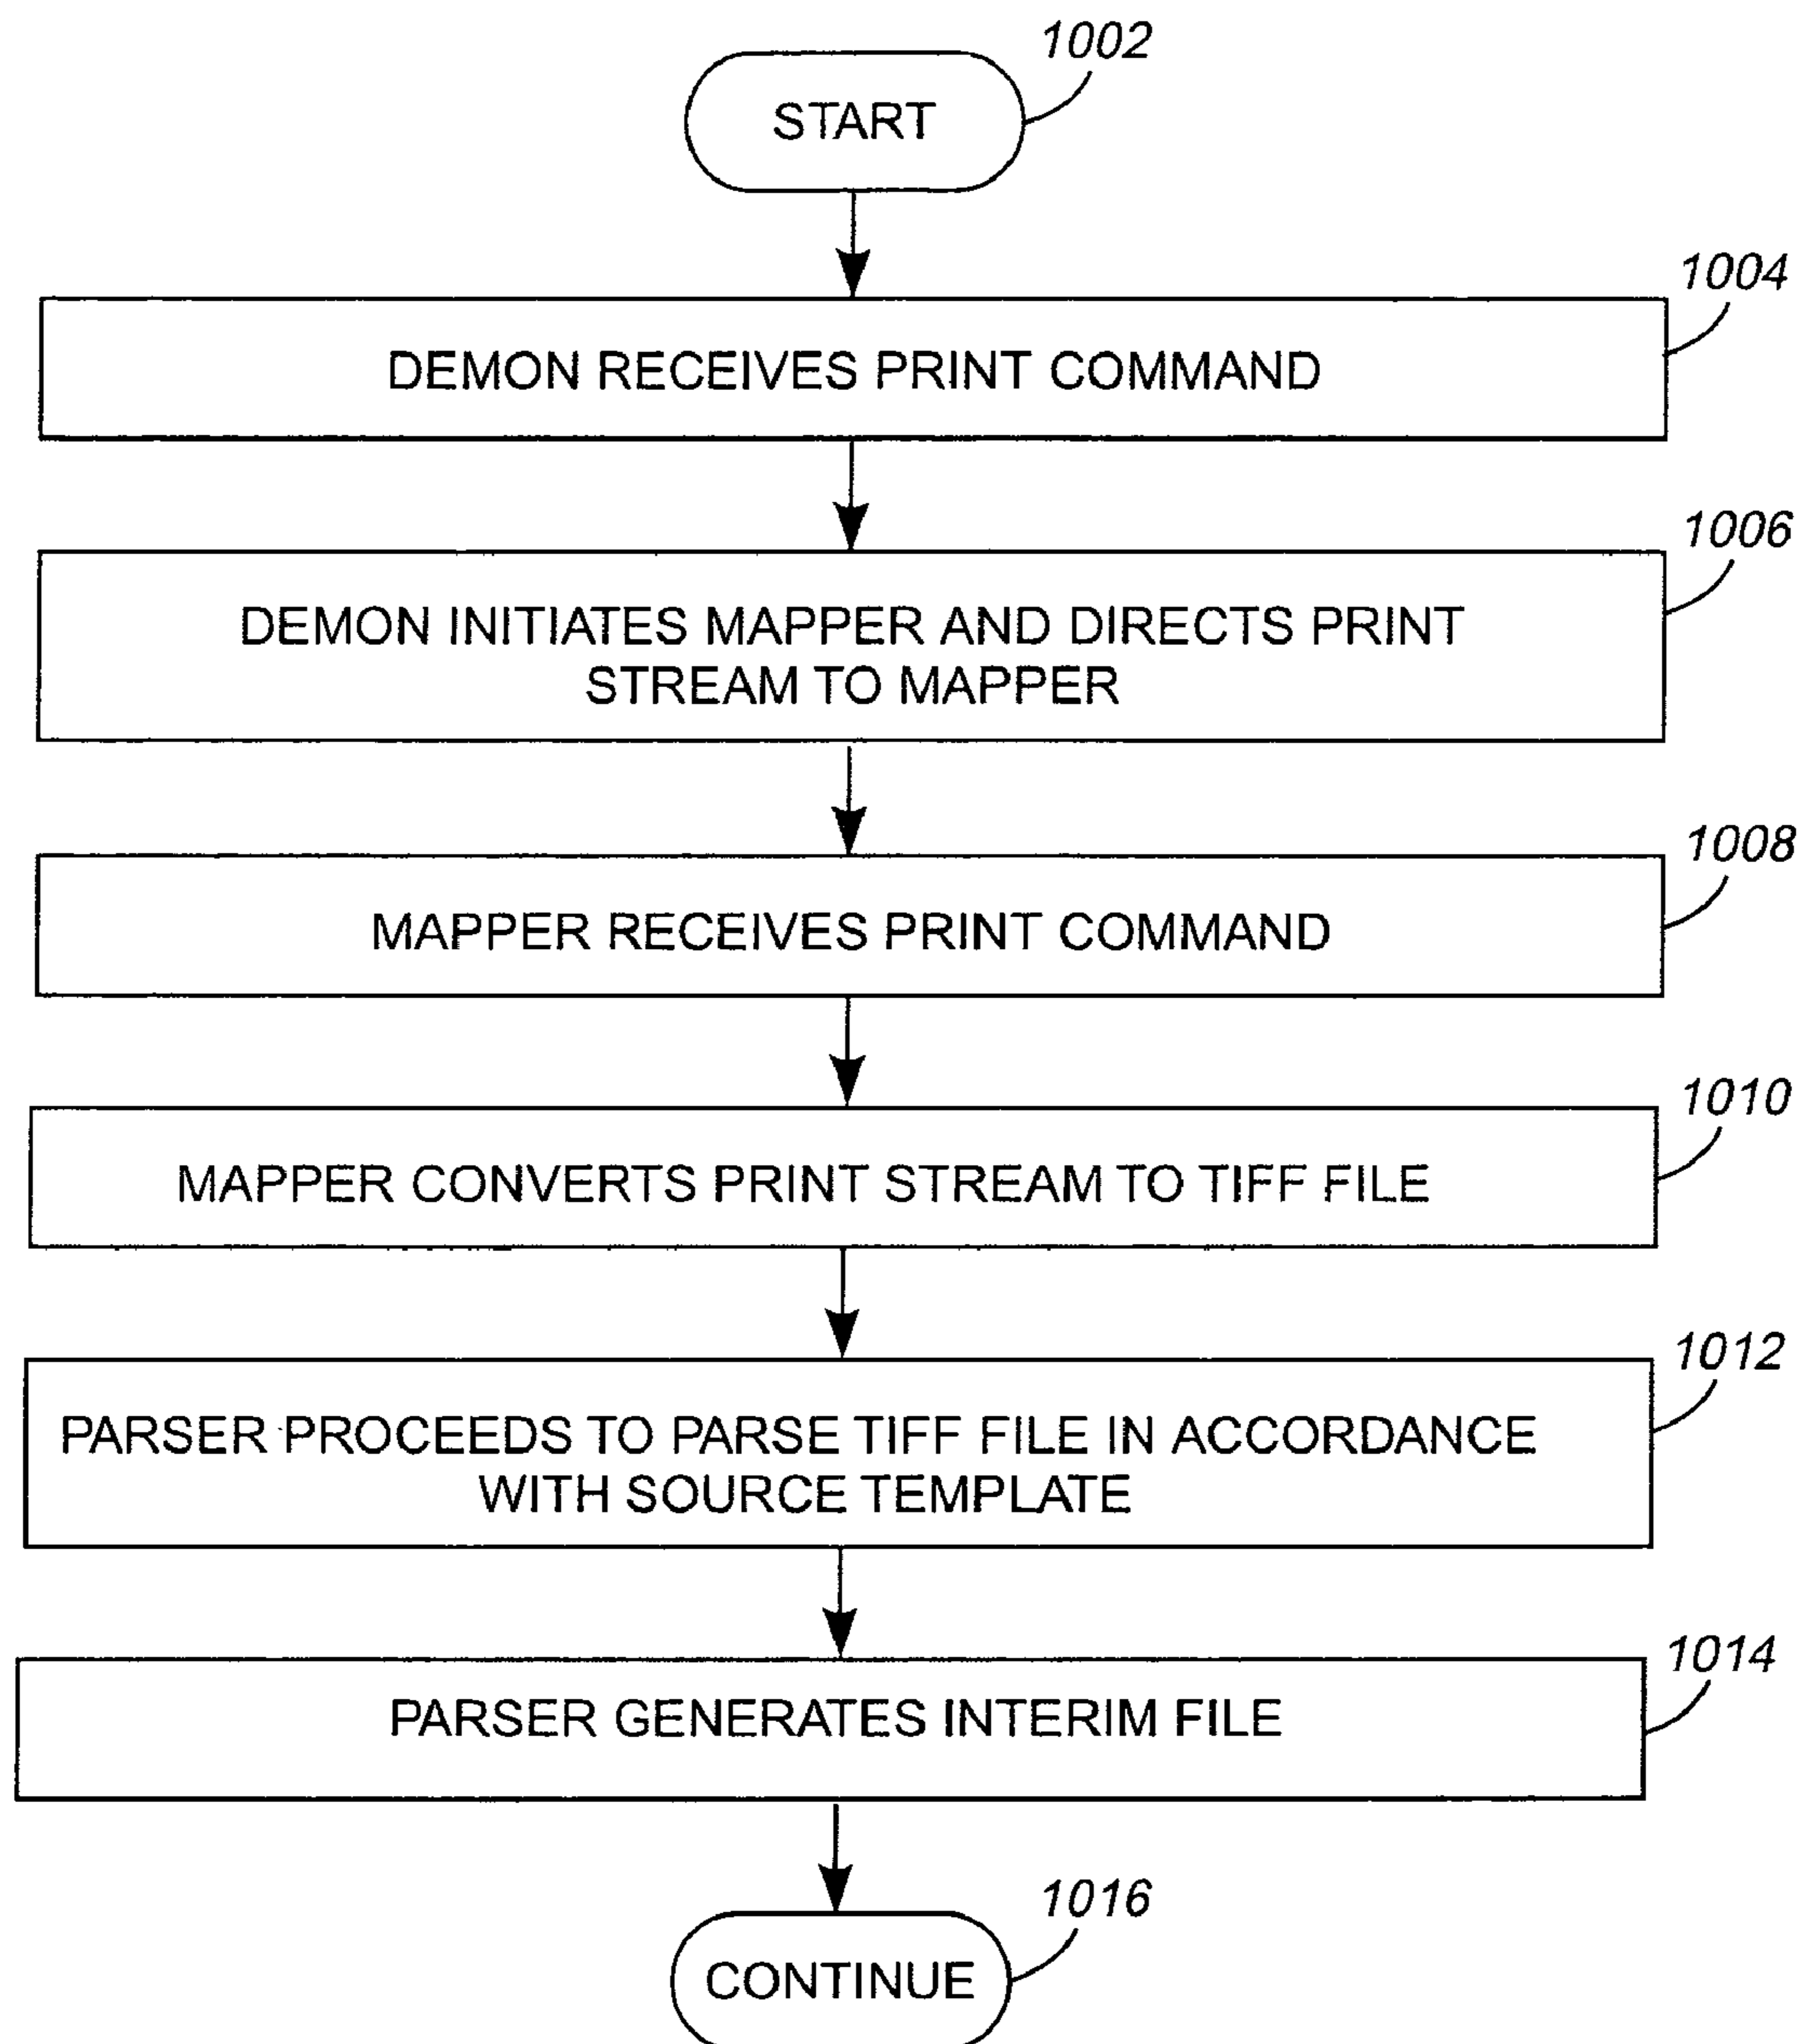 1002
START
1004
DEMON RECEIVES PRINT COMMAND
1006
DEMON INITIATES MAPPER AND DIRECTS PRINT
STREAM TO MAPPER
1008
MAPPER RECEIVES PRINT COMMAND
1010
MAPPER CONVERTS PRINT STREAM TO TIFF FILE
1012
PARSER PROCEEDS TO PARSE TIFF FILE IN ACCORDANCE
WITH SOURCE TEMPLATE
1014
PARSER GENERATES INTERIM FILE
1016
CONTINUE